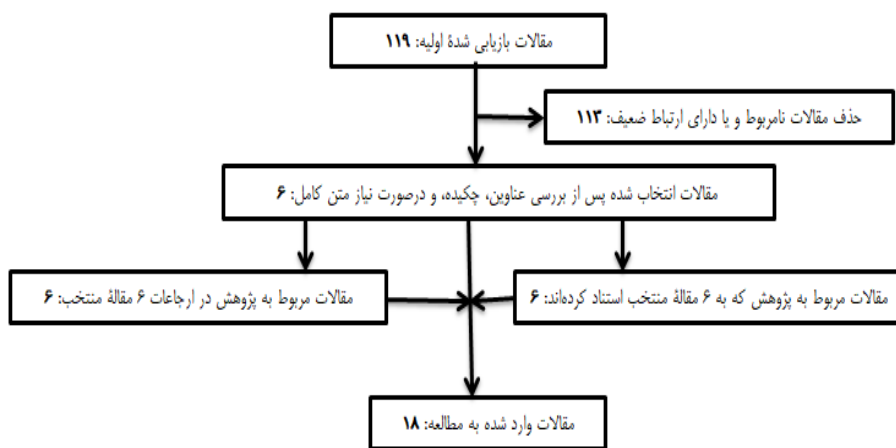 مقالات بازیابی شدهٔ اولیه: ۱۱۹
حذف مقالات نامربوط و یا دارای ارتباط ضعیف: ۱۱۳
مقالات انتخاب شده پس از بررسی عناوین، چکیده، و درصورت نیاز متن کامل: ۶
مقالات مربوط به پژوهش که به ۶ مقالهٔ منتخب استناد کرده‌اند: ۶
مقالات مربوط به پژوهش در ارجاعات ۶ مقالهٔ منتخب: ۶
مقالات وارد شده به مطالعه: ۱۸